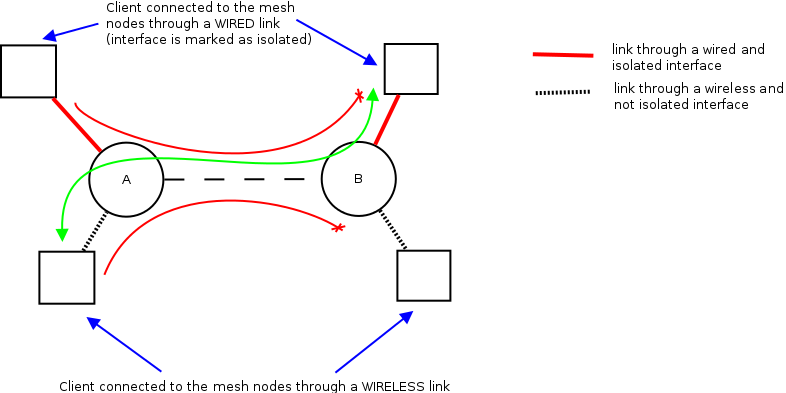 Client connected to the mesh
nodes through a WIRED link
(interface is marked as isolated)
link through a wired and
isolated interface
link through a wireless and
not isolated interface
A
B
Client connected to the mesh nodes through a WIRELESS link